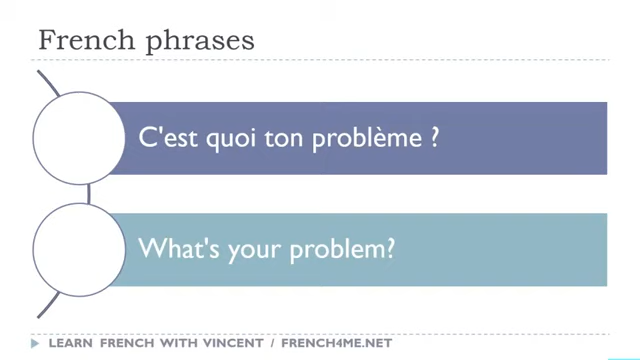 French phrases
C'est quoi ton problème ?
What's your problem?
LEARN FRENCH WITH VINCENT / FRENCH4ME.NET